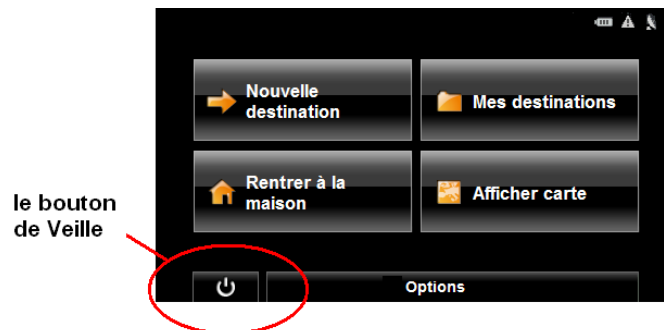 Nouvelle
destination
Mes destinations
Rentrer à la
maison
Afficher carte
le bouton
de Veille
Options